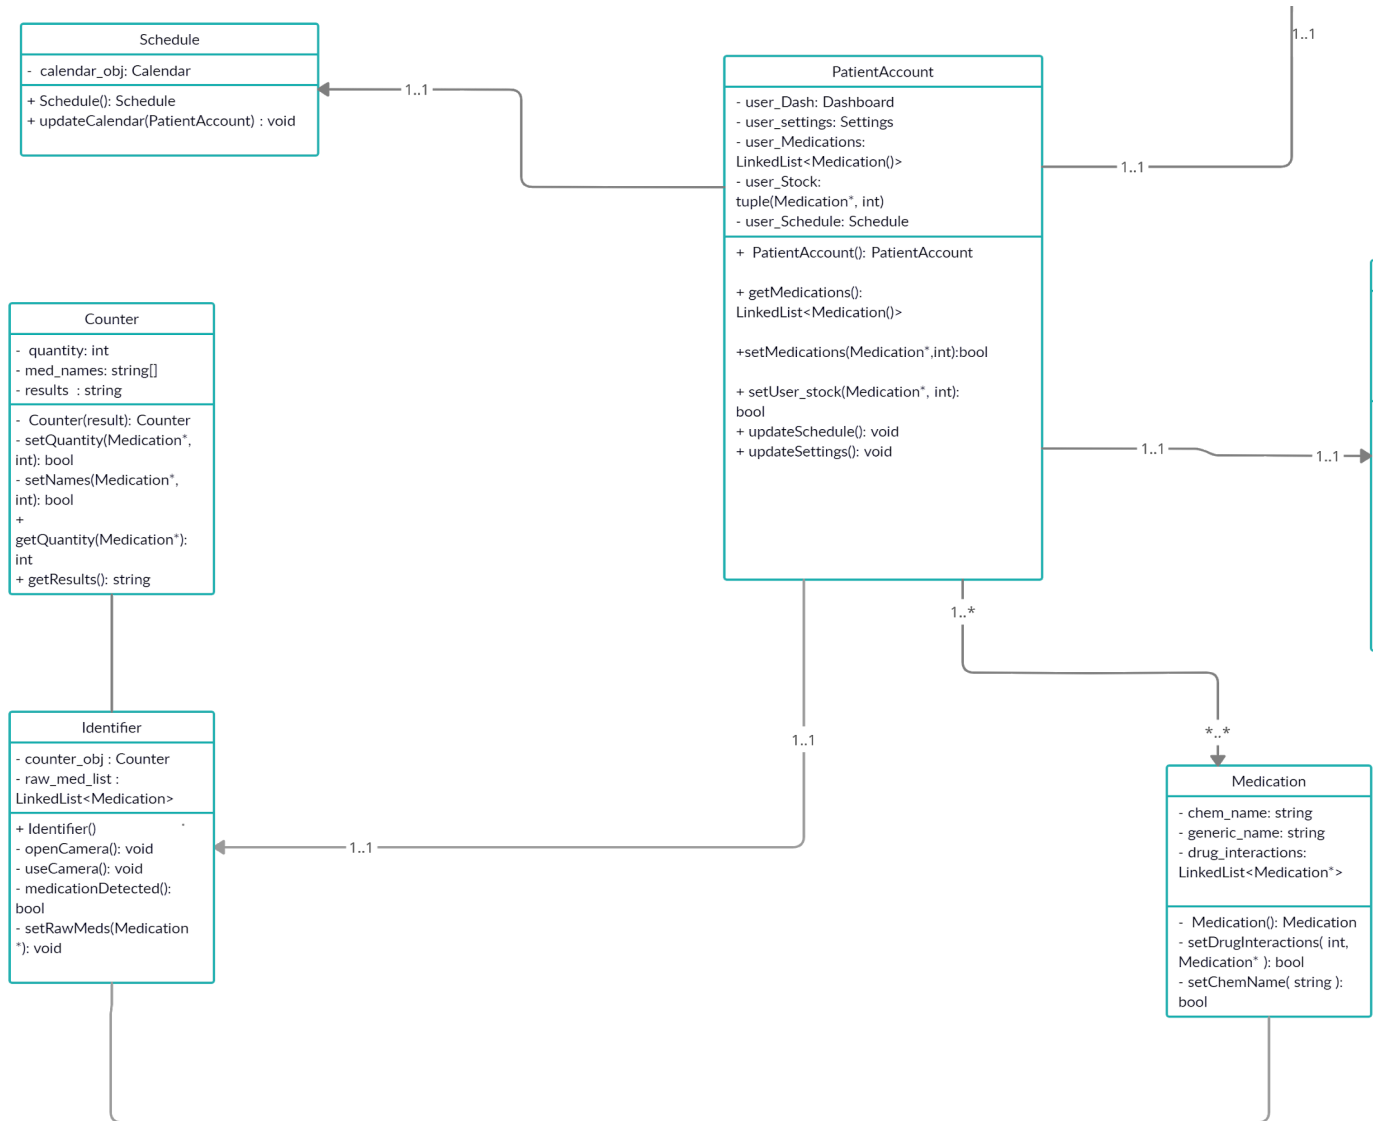 Schedule
- calendar_obj: Calendar
+ Schedule(): Schedule
+ updateCalendar(PatientAccount) : void
1..1
1..1
PatientAccount
- user_Dash: Dashboard
- user_settings: Settings
- user_Medications:
LinkedList<Medication()>
- user_Stock:
tuple(Medication*, int)
- user_Schedule: Schedule
+ PatientAccount(): PatientAccount
+ getMedications():
LinkedList<Medication()>
+setMedications(Medication*,int):bool
+ setUser_stock(Medication*, int):
bool
+ updateSchedule(): void
+ updateSettings(): void
1..1
1..1
1..1
Counter
- quantity: int
- med_names: string[]
- results : string
- Counter(result): Counter
- setQuantity(Medication*,
int): bool
- setNames(Medication*,
int): bool
+
getQuantity(Medication*):
int
+ getResults(): string
1..*
*..*
1..1
1..1
Identifier
- counter_obj : Counter
- raw_med_list :
LinkedList<Medication>
+ Identifier()
- openCamera(): void
- useCamera(): void
- medicationDetected():
bool
- setRawMeds(Medication
*): void
Medication
- chem_name: string
- generic_name: string
- drug_interactions:
LinkedList<Medication*>
- Medication(): Medication
- setDrugInteractions( int,
Medication* ): bool
- setChemName( string ):
bool